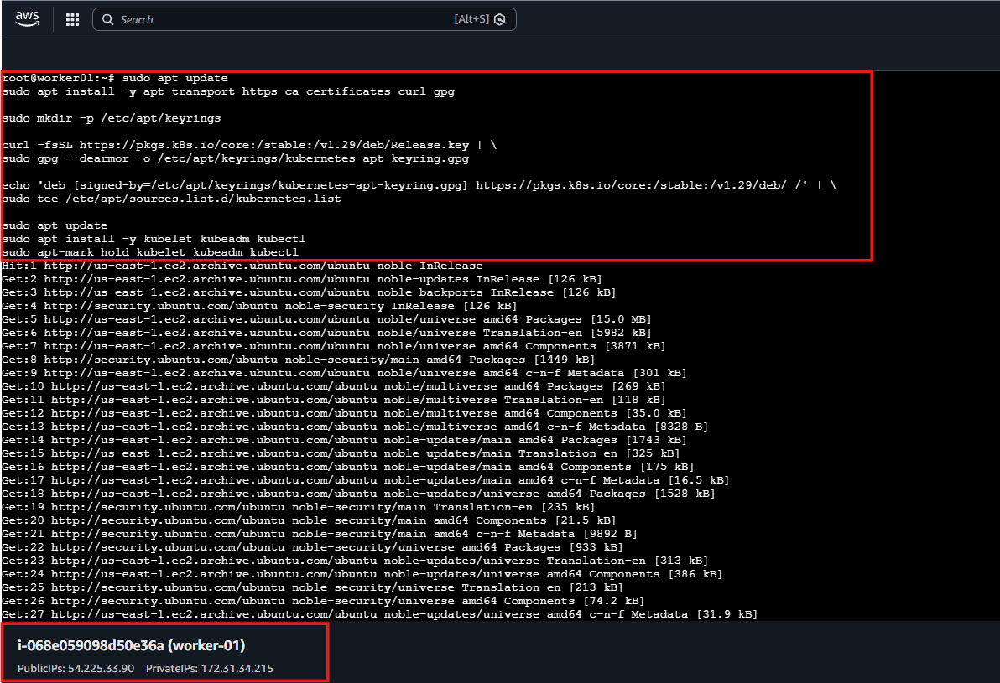 aws
Search
[Alt+S]
root@worker01:~# sudo apt update
sudo apt install -y apt-transport-https ca-certificates curl gpg
sudo mkdir -p /etc/apt/keyrings
curl -fsSL https://pkgs.k8s.io/core:/stable:/v1.29/deb/Release.key | \
sudo gpg --dearmor -o /etc/apt/keyrings/kubernetes-apt-keyring.gpg
echo 'deb [signed-by=/etc/apt/keyrings/kubernetes-apt-keyring.gpg] https://pkgs.k8s.io/core:/stable:/v1.29/deb/ /' | \
sudo tee /etc/apt/sources.list.d/kubernetes.list
sudo apt update
sudo apt install -y kubelet kubeadm kubectl
sudo apt-mark hold kubelet kubeadm kubectl
Hit:1 http://us-east-1.ec2.archive.ubuntu.com/ubuntu noble InRelease
Get:2 http://us-east-1.ec2.archive.ubuntu.com/ubuntu noble-updates InRelease [126 kB]
Get:3 http://us-east-1.ec2.archive.ubuntu.com/ubuntu noble-backports InRelease [126 kB]
Get:4 http://security.ubuntu.com/ubuntu noble-security InRelease [126 kB]
Get:5 http://us-east-1.ec2.archive.ubuntu.com/ubuntu noble/universe amd64 Packages [15.0 MB]
Get:6 http://us-east-1.ec2.archive.ubuntu.com/ubuntu noble/universe Translation-en [5982 kB]
Get:7 http://us-east-1.ec2.archive.ubuntu.com/ubuntu noble/universe amd64 Components [3871 kB]
Get:8 http://security.ubuntu.com/ubuntu noble-security/main amd64 Packages [1449 kB]
Get:9 http://us-east-1.ec2.archive.ubuntu.com/ubuntu noble/universe amd64 c-n-f Metadata [301 kB]
Get:10 http://us-east-1.ec2.archive.ubuntu.com/ubuntu noble/multiverse amd64 Packages [269 kB]
Get:11 http://us-east-1.ec2.archive.ubuntu.com/ubuntu noble/multiverse Translation-en [118 kB]
Get:12 http://us-east-1.ec2.archive.ubuntu.com/ubuntu noble/multiverse amd64 Components [35.0 kB]
Get:13 http://us-east-1.ec2.archive.ubuntu.com/ubuntu noble/multiverse amd64 c-n-f Metadata [8328 B]
Get:14 http://us-east-1.ec2.archive.ubuntu.com/ubuntu noble-updates/main amd64 Packages [1743 kB]
Get:15 http://us-east-1.ec2.archive.ubuntu.com/ubuntu noble-updates/main Translation-en [325 kB]
Get:16 http://us-east-1.ec2.archive.ubuntu.com/ubuntu noble-updates/main amd64 Components [175 kB]
Get:17 http://us-east-1.ec2.archive.ubuntu.com/ubuntu noble-updates/main amd64 c-n-f Metadata [16.5 kB]
Get:18 http://us-east-1.ec2.archive.ubuntu.com/ubuntu noble-updates/universe amd64 Packages [1528 kB]
Get:19 http://security.ubuntu.com/ubuntu noble-security/main Translation-en [235 kB]
Get:20 http://security.ubuntu.com/ubuntu noble-security/main amd64 Components [21.5 kB]
Get:21 http://security.ubuntu.com/ubuntu noble-security/main amd64 c-n-f Metadata [9892 B]
Get:22 http://security.ubuntu.com/ubuntu noble-security/universe amd64 Packages [933 kB]
Get:23 http://us-east-1.ec2.archive.ubuntu.com/ubuntu noble-updates/universe Translation-en [313 kB]
Get:24 http://us-east-1.ec2.archive.ubuntu.com/ubuntu noble-updates/universe amd64 Components [386 kB]
Get:25 http://security.ubuntu.com/ubuntu noble-security/universe Translation-en [213 kB]
Get:26 http://security.ubuntu.com/ubuntu noble-security/universe amd64 Components [74.2 kB]
Get:27 http://us-east-1.ec2.archive.ubuntu.com/ubuntu noble-updates/universe amd64 c-n-f Metadata [31.9 kB]
i-068e059098d50e36a (worker-01)
PublicIPs: 54.225.33.90 PrivateIPs: 172.31.34.215